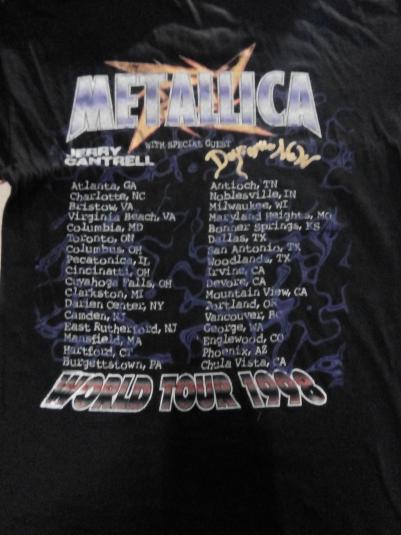 METALLICA
WITH SPECIAL GUEST
JERRY
CANTRELL
Days of the New
Atlanta, GA
Charlotte, NC
Bristow, VA
Virginia Beach, VA
Columbia, MD
Toronto, ON
Columbus, OH
Pecatonica, IL
Cincinatti, OH
Cuyahoga Falls, OH
Clarkston, MI
Darien Center, NY
Camden, NJ
East Rutherford, NJ
Mansfield, MA
Hartford, CT
Burgettstown, PA
Antioch, TN
Noblesville, IN
Milwaukee, WI
Maryland Heights, MO
Bonner Springs, KS
Dallas, TX
San Antonio, TX
Woodlands, TX
Irvine, CA
Devore, CA
Mountain View, CA
Portland, OR
Vancouver, BC
George, WA
Englewood, CO
Phoenix, AZ
Chula Vista, CA
WORLD TOUR 1998